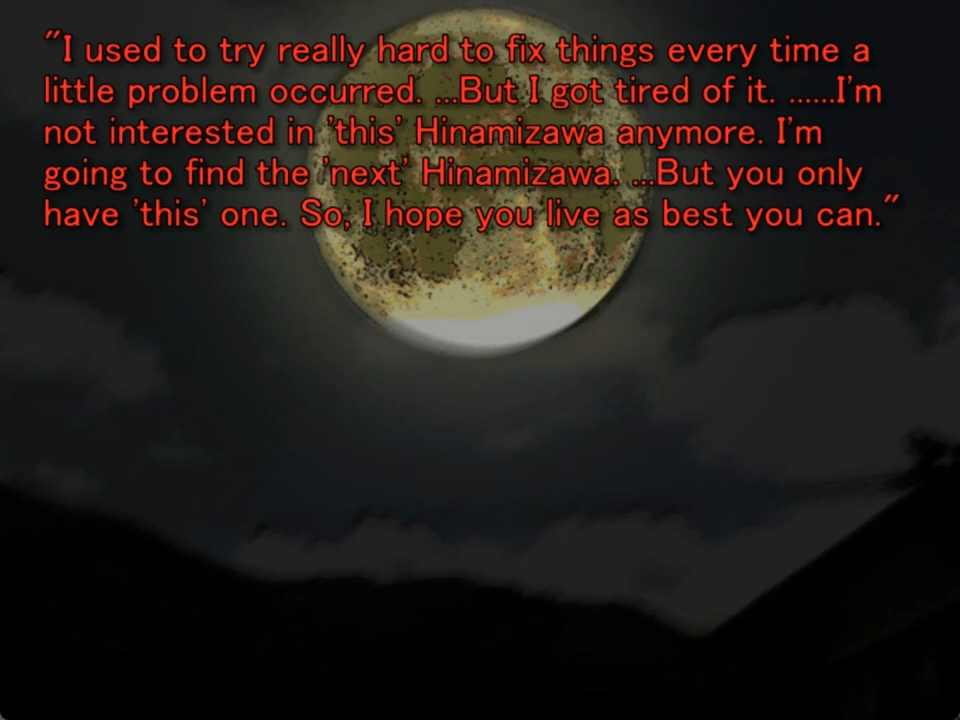 "I used to try really hard to fix things every time a
little problem occurred. ...But I got tired of it. ......I'm
not interested in 'this' Hinamizawa anymore. I'm
going to find the 'next' Hinamizawa. ...But you only
have 'this' one. So, I hope you live as best you can."